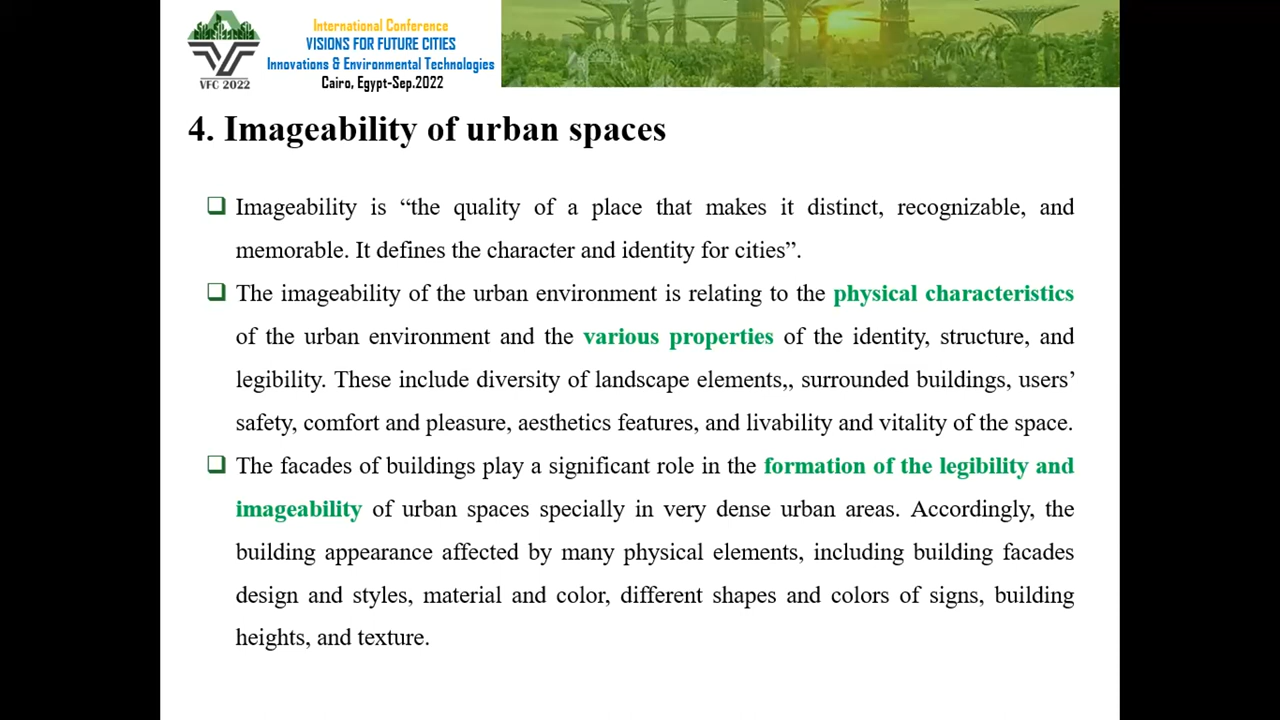 International Conference
VISIONS FOR FUTURE CITIES
Innovations & Environmental Technologies
Cairo, Egypt-Sep.2022
VFC 2022
4. Imageability of urban spaces
Imageability is “the quality of a place that makes it distinct, recognizable, and
memorable. It defines the character and identity for cities”.
The imageability of the urban environment is relating to the physical characteristics
of the urban environment and the various properties of the identity, structure, and
legibility. These include diversity of landscape elements,, surrounded buildings, users’
safety, comfort and pleasure, aesthetics features, and livability and vitality of the space.
The facades of buildings play a significant role in the formation of the legibility and
imageability of urban spaces specially in very dense urban areas. Accordingly, the
building appearance affected by many physical elements, including building facades
design and styles, material and color, different shapes and colors of signs, building
heights, and texture.